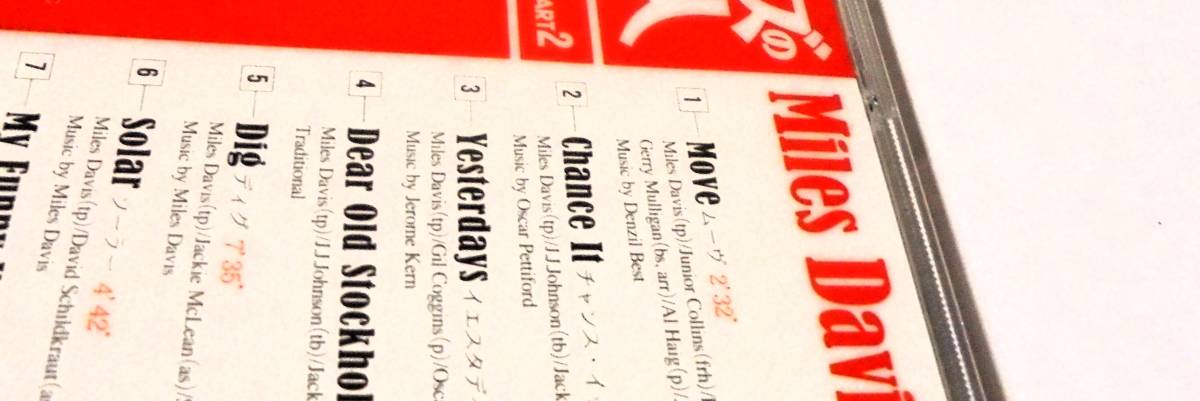 ズの
PART2
Miles Davi
1 Move ムーヴ 2'32"
Miles Davis(tp)/Junior Collins(frh)/
Gerry Mulligan(bs, arr)/Al Haig(p)/
Music by Denzil Best
2 Chance It チャンス・イ
Miles Davis(tp)/J.J.Johnson(tb)/Jack
Music by Oscar Pettiford
3 Yesterdays イエスタデ
Miles Davis(tp)/Gil Coggins(p)/Osc
Music by Jerome Kern
4 Dear Old Stockhol
Miles Davis(tp)/J.J.Johnson(tb)/Jack
Traditional
5 Dig ディグ 7'35"
Miles Davis(tp)/Jackie McLean(as)/
Music by Miles Davis
6 Solar ソーラー 4'42"
Miles Davis(tp)/David Schildkraut(a
Music by Miles Davis
7 My Funny